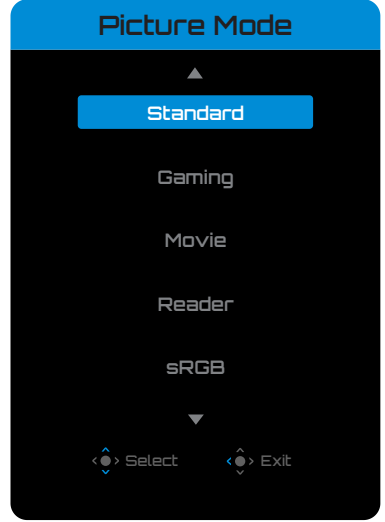 Picture Mode
Standard
Gaming
Movie
Reader
sRGB
Select Exit